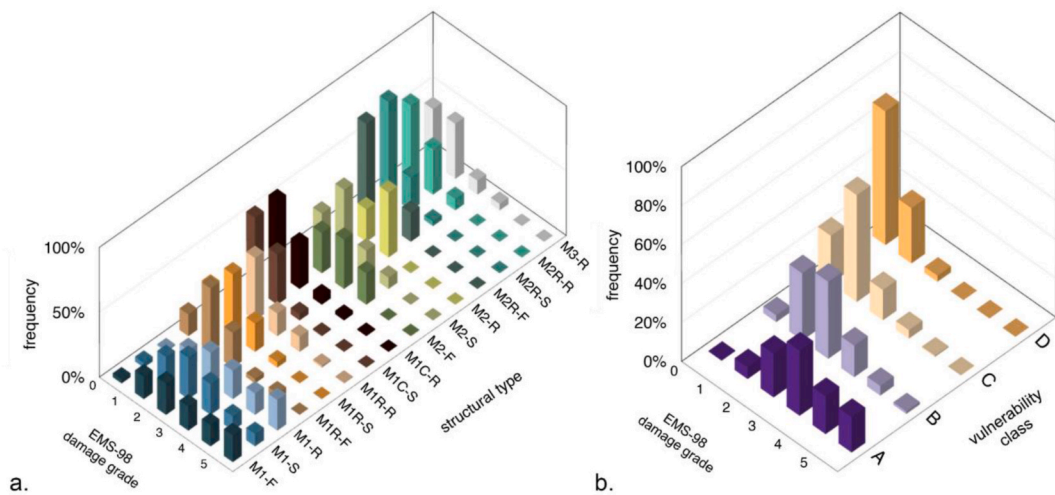 100%
50%
0%
frequency
0
1
2
3
4
5
EMS-98
damage grade
M1-F
M1-S
M1-R
M1R-F
M1R-S
M1R-R
M1C-S
M1C-R
M2-F
M2-S
M2-R
M2R-F
M2R-S
M2R-R
M3-R
structural type
a.
100%
80%
60%
40%
20%
0%
frequency
0
1
2
3
4
5
EMS-98
damage grade
A
B
C
D
vulnerability
class
b.